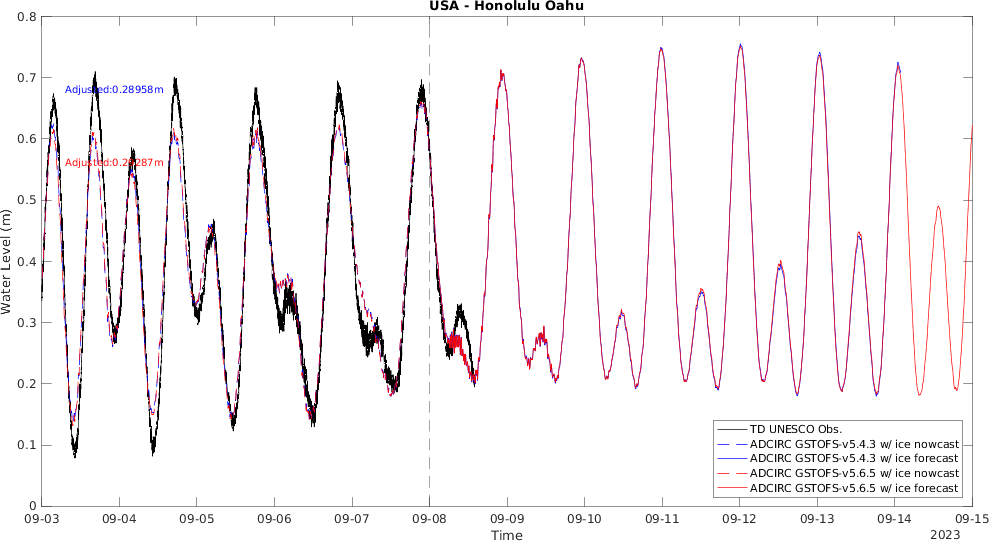 USA - Honolulu Oahu
0.8
0.7
0.6
0.5
0.4
0.3
0.2
0.1
0
Water Level (m)
Adjusted:0.28958m
09-03
09-04
09-05
09-06
09-07
09-08
09-09
09-10
09-11
09-12
09-13
09-14
09-15
Time
2023
TD UNESCO Obs.
ADCIRC GSTOFS-v5.4.3 w/ ice nowcast
ADCIRC GSTOFS-v5.4.3 w/ ice forecast
ADCIRC GSTOFS-v5.6.5 w/ ice nowcast
ADCIRC GSTOFS-v5.6.5 w/ ice forecast